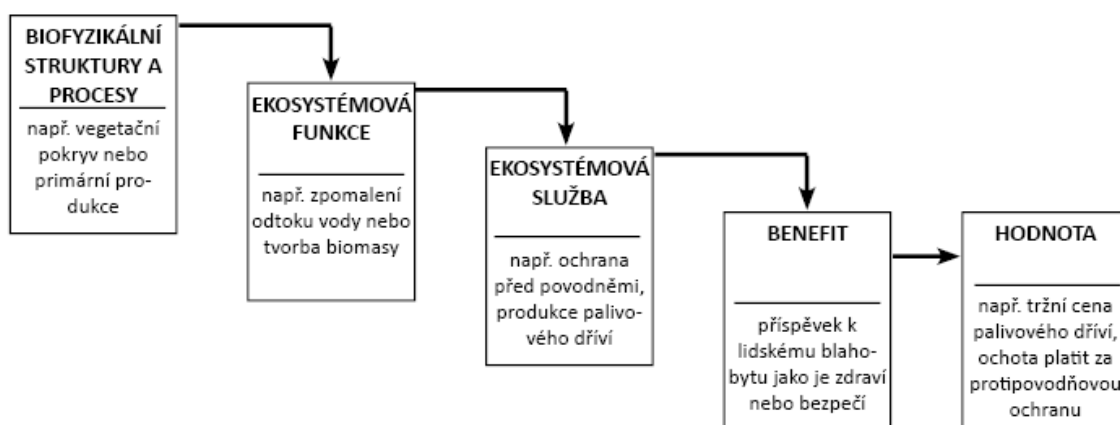 BIOFYZIKÁLNÍ
STRUKTURY A
PROCESY
např. vegetační
pokryv nebo
primární pro-
dukce
EKOSYSTÉMOVÁ
FUNKCE
např. zpomalení
odtoku vody nebo
tvorba biomasy
EKOSYSTÉMOVÁ
SLUŽBA
např. ochrana
před povodněmi,
produkce palivo-
vého dříví
BENEFIT
příspěvek k
lidskému blaho-
bytu jako je zdraví
nebo bezpečí
HODNOTA
např. tržní cena
palivového dříví,
ochota platit za
protipovodňovou
ochranu